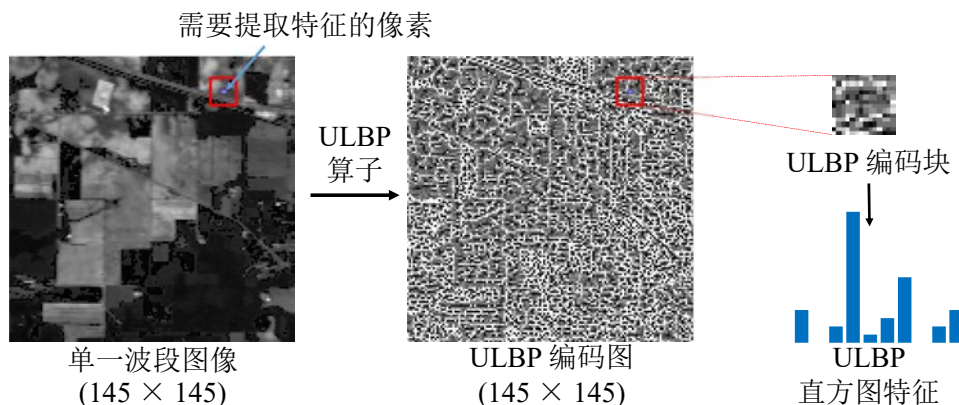 需要提取特征的像素
ULBP
算子
ULBP 编码块
单一波段图像
(145 × 145)
ULBP 编码图
(145 × 145)
ULBP
直方图特征